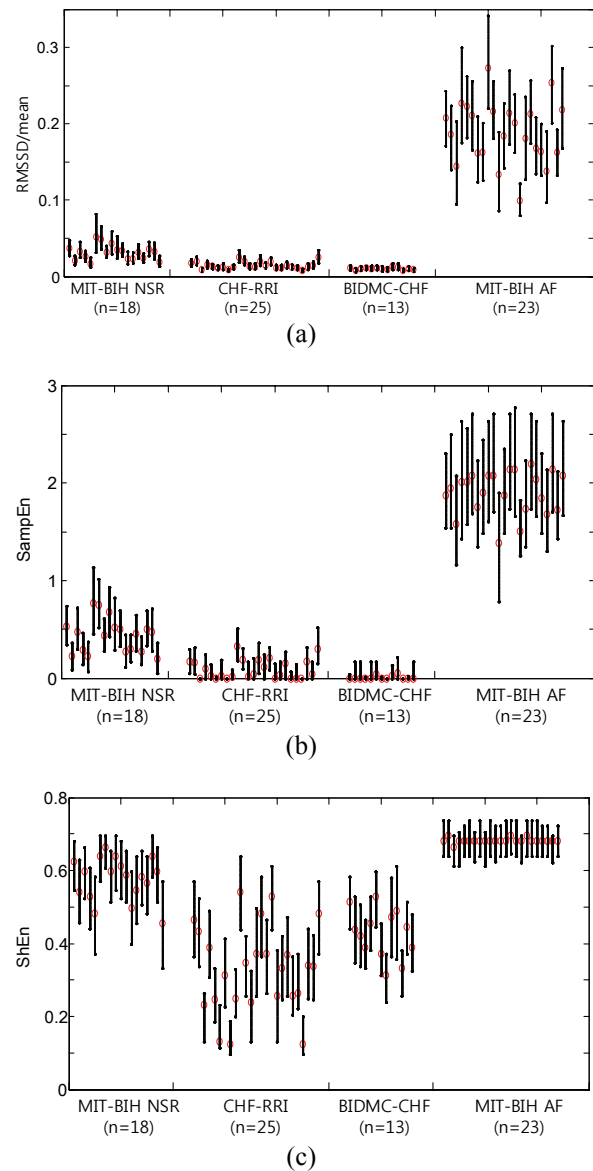 0.3
0.2
0.1
0
RMSSD/mean
MIT-BIH NSR CHF-RRI BIDMC-CHF MIT-BIH AF
(n=18) (n=25) (n=13) (n=23)
(a)
3
2
1
0
SampEn
MIT-BIH NSR CHF-RRI BIDMC-CHF MIT-BIH AF
(n=18) (n=25) (n=13) (n=23)
(b)
0.8
0.6
0.4
0.2
0
ShEn
MIT-BIH NSR CHF-RRI BIDMC-CHF MIT-BIH AF
(n=18) (n=25) (n=13) (n=23)
(c)